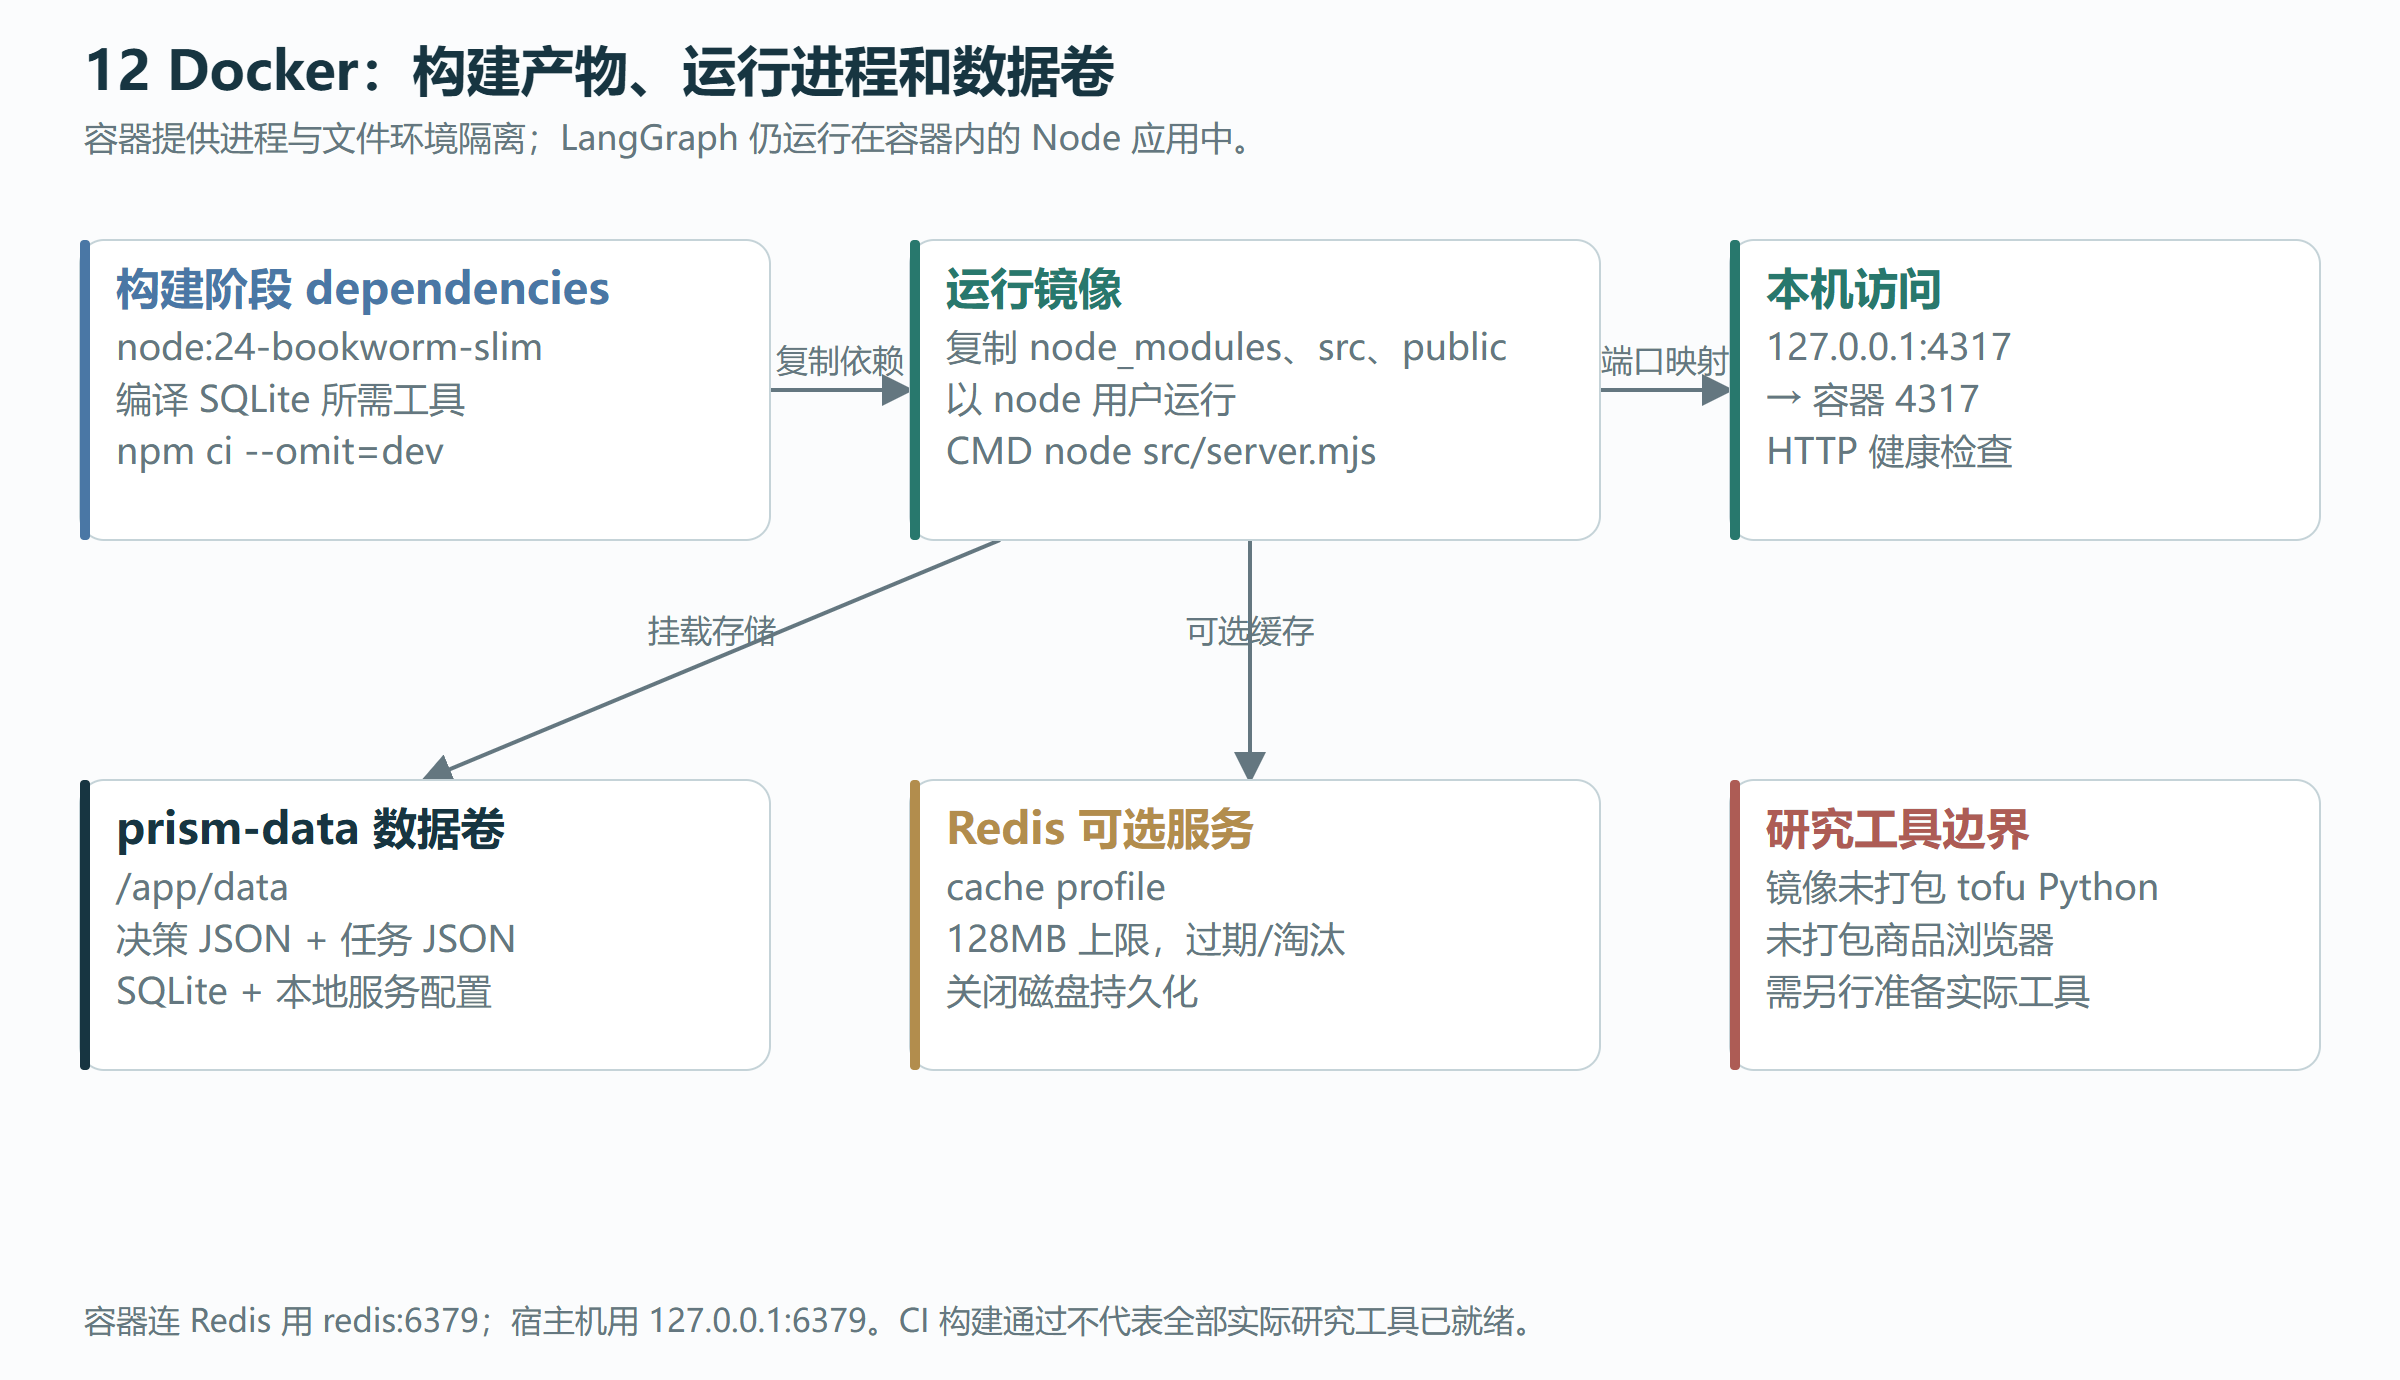 12 Docker：构建产物、运行进程和数据卷
容器提供进程与文件环境隔离；LangGraph 仍运行在容器内的 Node 应用中。
构建阶段 dependencies
node:24-bookworm-slim
编译 SQLite 所需工具
npm ci --omit=dev
复制依赖
运行镜像
复制 node_modules、src、public
以 node 用户运行
CMD node src/server.mjs
端口映射
本机访问
127.0.0.1:4317
→ 容器 4317
HTTP 健康检查
挂载存储
可选缓存
prism-data 数据卷
/app/data
决策 JSON + 任务 JSON
SQLite + 本地服务配置
Redis 可选服务
cache profile
128MB 上限，过期/淘汰
关闭磁盘持久化
研究工具边界
镜像未打包 tofu Python
未打包商品浏览器
需另行准备实际工具
容器连 Redis 用 redis:6379；宿主机用 127.0.0.1:6379。CI 构建通过不代表全部实际研究工具已就绪。